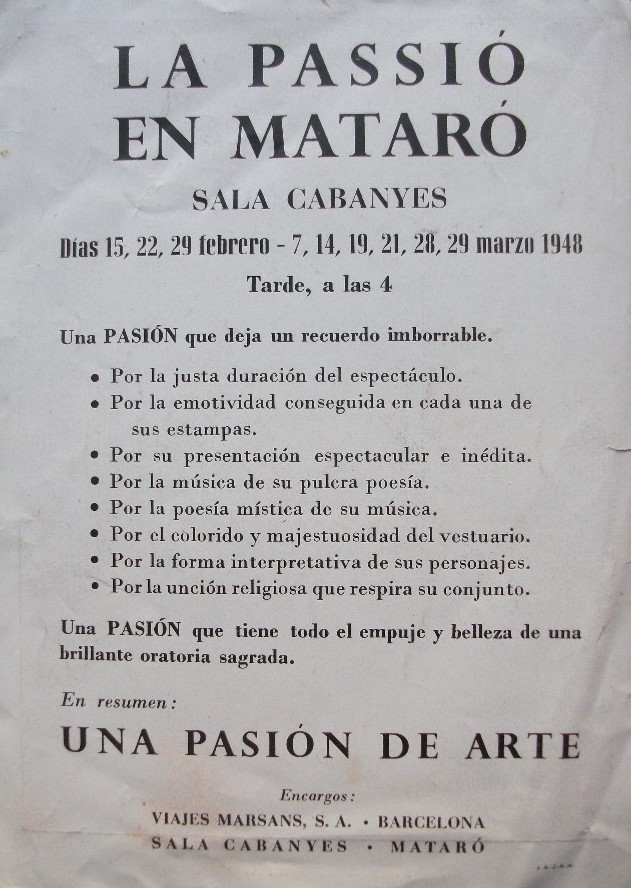 LA PASSIÓ
EN MATARÓ
SALA CABANYES
Días 15, 22, 29 febrero - 7, 14, 19, 21, 28, 29 marzo 1948
Tarde, a las 4
Una PASIÓN que deja un recuerdo imborrable.
• Por la justa duración del espectáculo.
• Por la emotividad conseguida en cada una de
sus estampas.
• Por su presentación espectacular e inédita.
• Por la música de su pulcra poesía.
• Por la poesía mística de su música.
• Por el colorido y majestuosidad del vestuario.
• Por la forma interpretativa de sus personajes.
• Por la unción religiosa que respira su conjunto.
Una PASIÓN que tiene todo el empuje y belleza de una
brillante oratoria sagrada.
En resumen:
UNA PASIÓN DE ARTE
Encargos:
VIAJES MARSANS, S. A. • BARCELONA
SALA CABANYES • MATARÓ